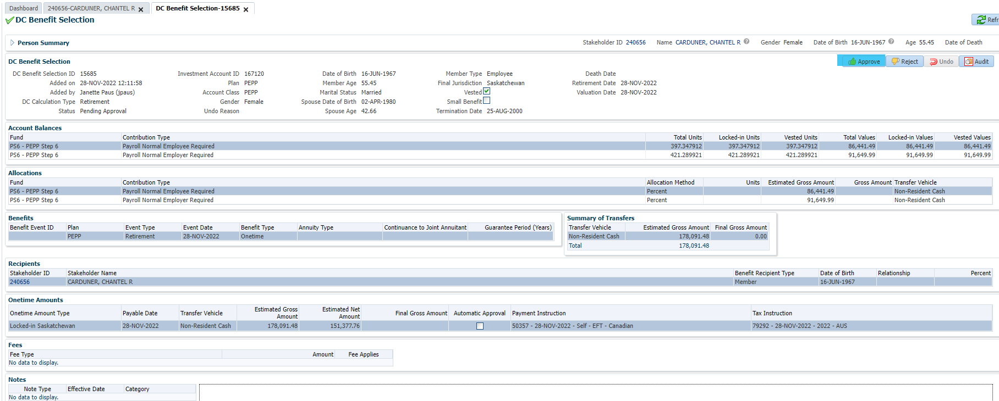 Dashboard 240656-CARDUNER, CHANTEL R DC Benefit Selection-15685
DC Benefit Selection
Refr
Person Summary Stakeholder ID 240656 Name CARDUNER, CHANTEL R Gender Female Date of Birth 16-JUN-1967 Age 55.45 Date of Death
DC Benefit Selection Approve Reject Undo Audit
DC Benefit Selection ID 15685 Investment Account ID 167120 Date of Birth 16-JUN-1967 Member Type Employee Death Date
Added on 28-NOV-2022 12:11:58 Plan PEPP Member Age 55.45 Final Jurisdiction Saskatchewan Retirement Date 28-NOV-2022
Added by Janette Paus (jpaus) Account Class PEPP Marital Status Married Vested Valuation Date 28-NOV-2022
DC Calculation Type Retirement Gender Female Spouse Date of Birth 02-APR-1980 Small Benefit
Status Pending Approval Undo Reason Spouse Age 42.66 Termination Date 25-AUG-2000
Account Balances
Fund Contribution Type Total Units Locked-in Units Vested Units Total Values Locked-in Values Vested Values
PS6 - PEPP Step 6 Payroll Normal Employee Required 397.347912 397.347912 397.347912 86,441.49 86,441.49 86,441.49
PS6 - PEPP Step 6 Payroll Normal Employer Required 421.289921 421.289921 421.289921 91,649.99 91,649.99 91,649.99
Allocations
Fund Contribution Type Allocation Method Units Estimated Gross Amount Gross Amount Transfer Vehicle
PS6 - PEPP Step 6 Payroll Normal Employee Required Percent 86,441.49 Non-Resident Cash
PS6 - PEPP Step 6 Payroll Normal Employer Required Percent 91,649.99 Non-Resident Cash
Benefits
Benefit Event ID Plan Event Type Event Date Benefit Type Annuity Type Continuance to Joint Annuitant Guarantee Period (Years)
PEPP Retirement 28-NOV-2022 Onetime
Summary of Transfers
Transfer Vehicle Estimated Gross Amount Final Gross Amount
Non-Resident Cash 178,091.48 0.00
Total 178,091.48
Recipients
Stakeholder ID Stakeholder Name Benefit Recipient Type Date of Birth Relationship Percent
240656 CARDUNER, CHANTEL R Member 16-JUN-1967
Onetime Amounts
Onetime Amount Type Payable Date Transfer Vehicle Estimated Gross Amount Estimated Net Amount Final Gross Amount Automatic Approval Payment Instruction Tax Instruction
Locked-in Saskatchewan 28-NOV-2022 Non-Resident Cash 178,091.48 151,377.76 50357 - 28-NOV-2022 - Self - EFT - Canadian 79292 - 28-NOV-2022 - 2022 - AUS
Fees
Fee Type Amount Fee Applies
No data to display.
Notes
Note Type Effective Date Category
No data to display.